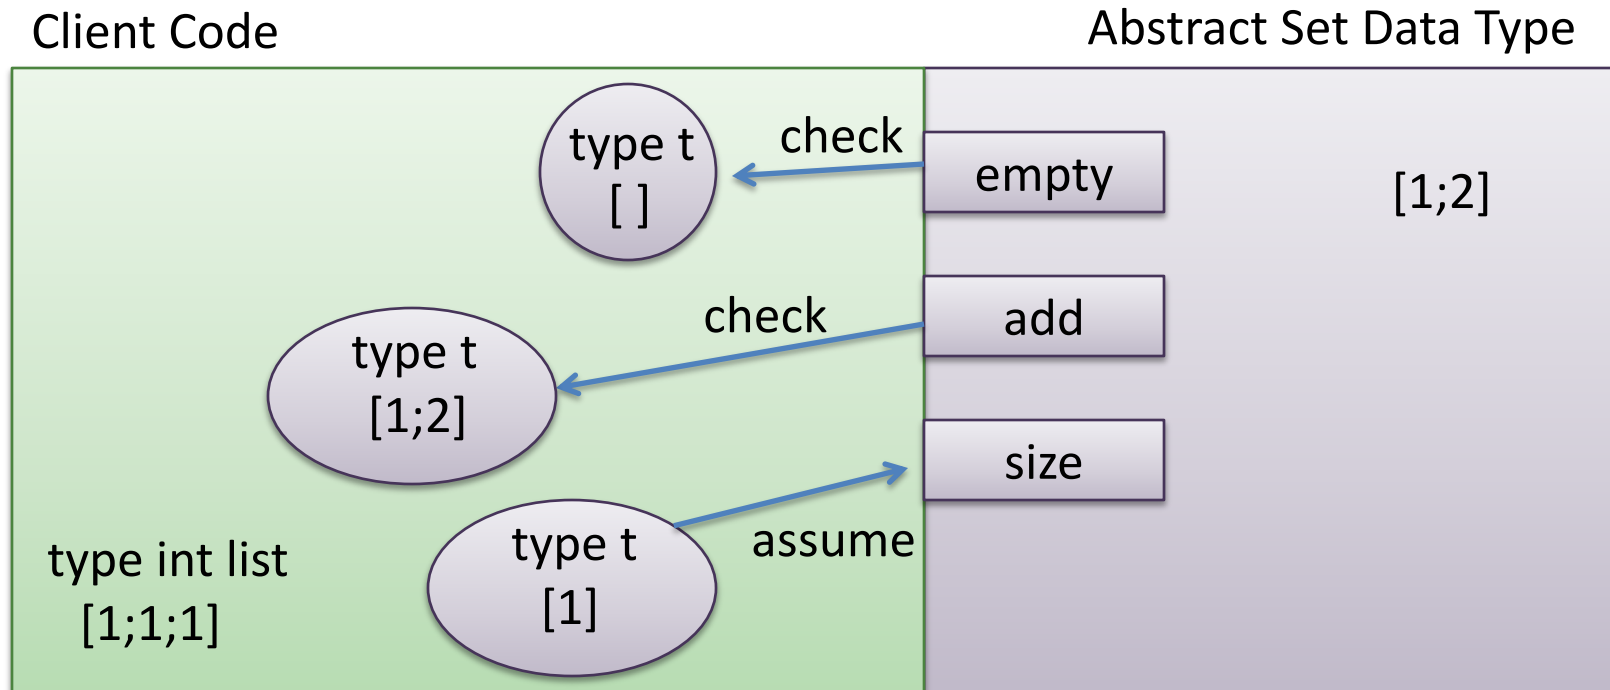 Client Code
Abstract Set Data Type
type t
[ ]
check
empty
[1;2]
type t
[1;2]
check
add
type t
[1]
assume
size
type int list
[1;1;1]